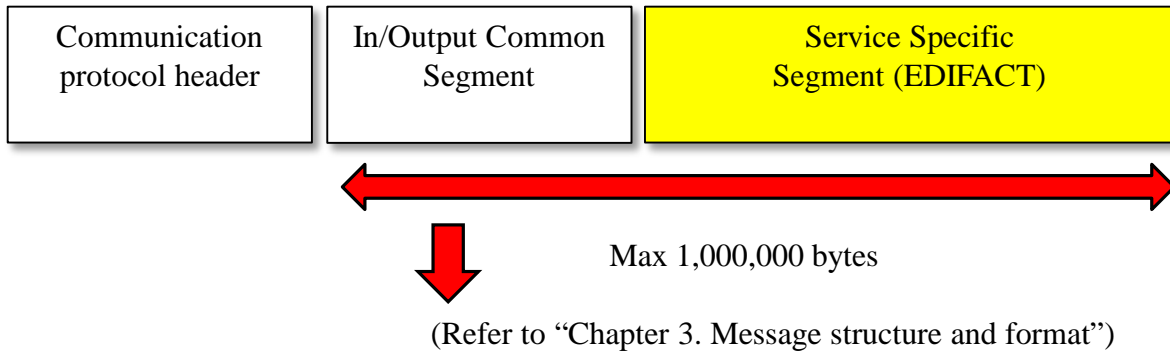 Communication
protocol header
In/Output Common
Segment
Service Specific
Segment (EDIFACT)
Max 1,000,000 bytes
(Refer to “Chapter 3. Message structure and format”)